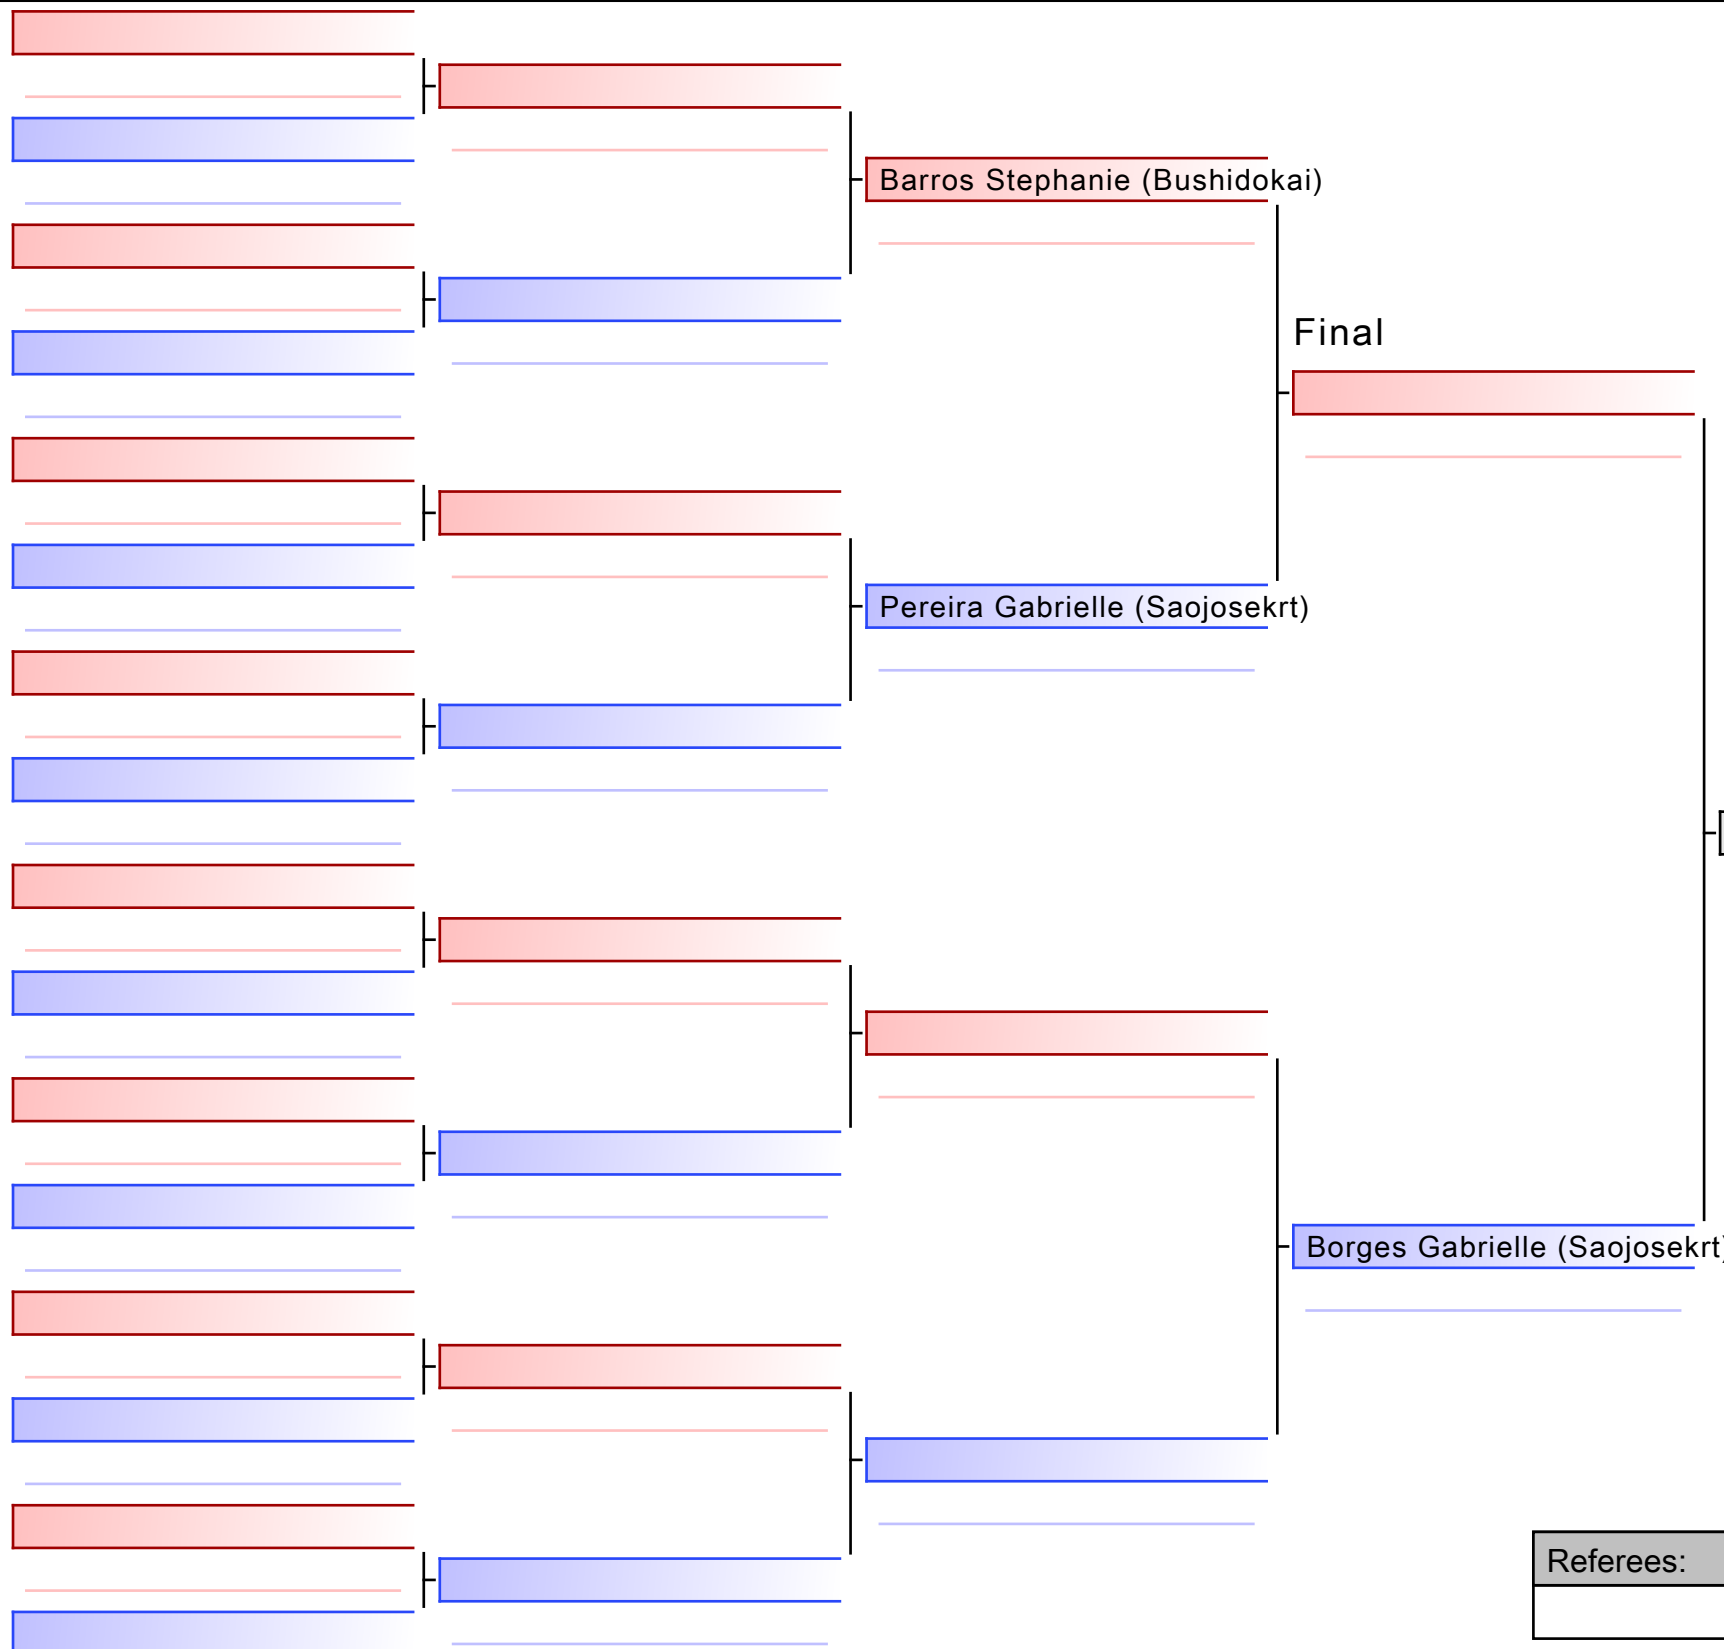 Barros Stephanie (Bushidokai)
Final
Pereira Gabrielle (Saojosekrt)
Borges Gabrielle (Saojosekrt)
Referees: